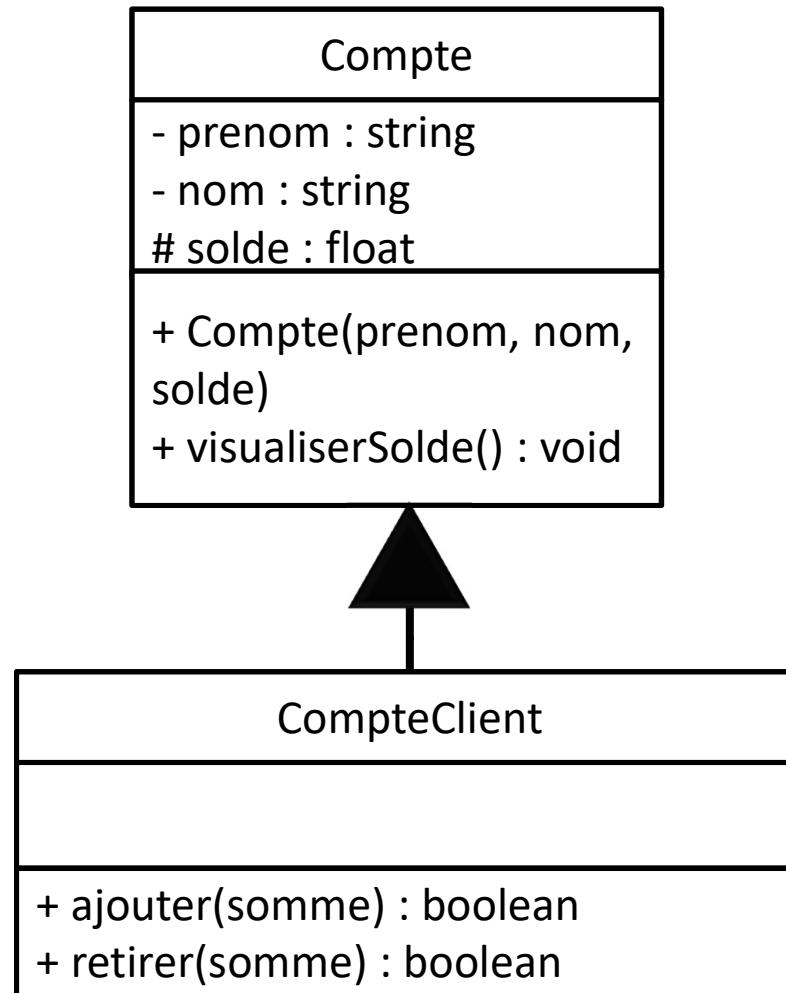 Compte
- prenom : string
- nom : string
# solde : float
+ Compte(prenom, nom,
solde)
+ visualiserSolde() : void
CompteClient
+ ajouter(somme) : boolean
+ retirer(somme) : boolean